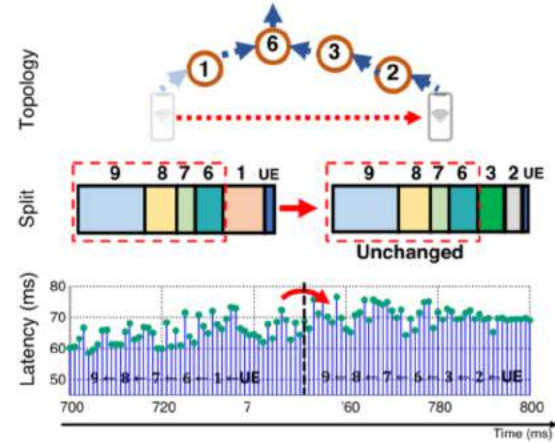 Topology
6
1
3
2
Split
9 8 7 6 1 UE
9 8 7 6 3 2 UE
Unchanged
Latency (ms)
80
70
60
50
9 ← 8 ← 7 ← 6 ← 1 ← UE
9 ← 8 ← 7 ← 6 ← 3 ← 2 ← UE
700 720 7 760 780 800
Time (ms)